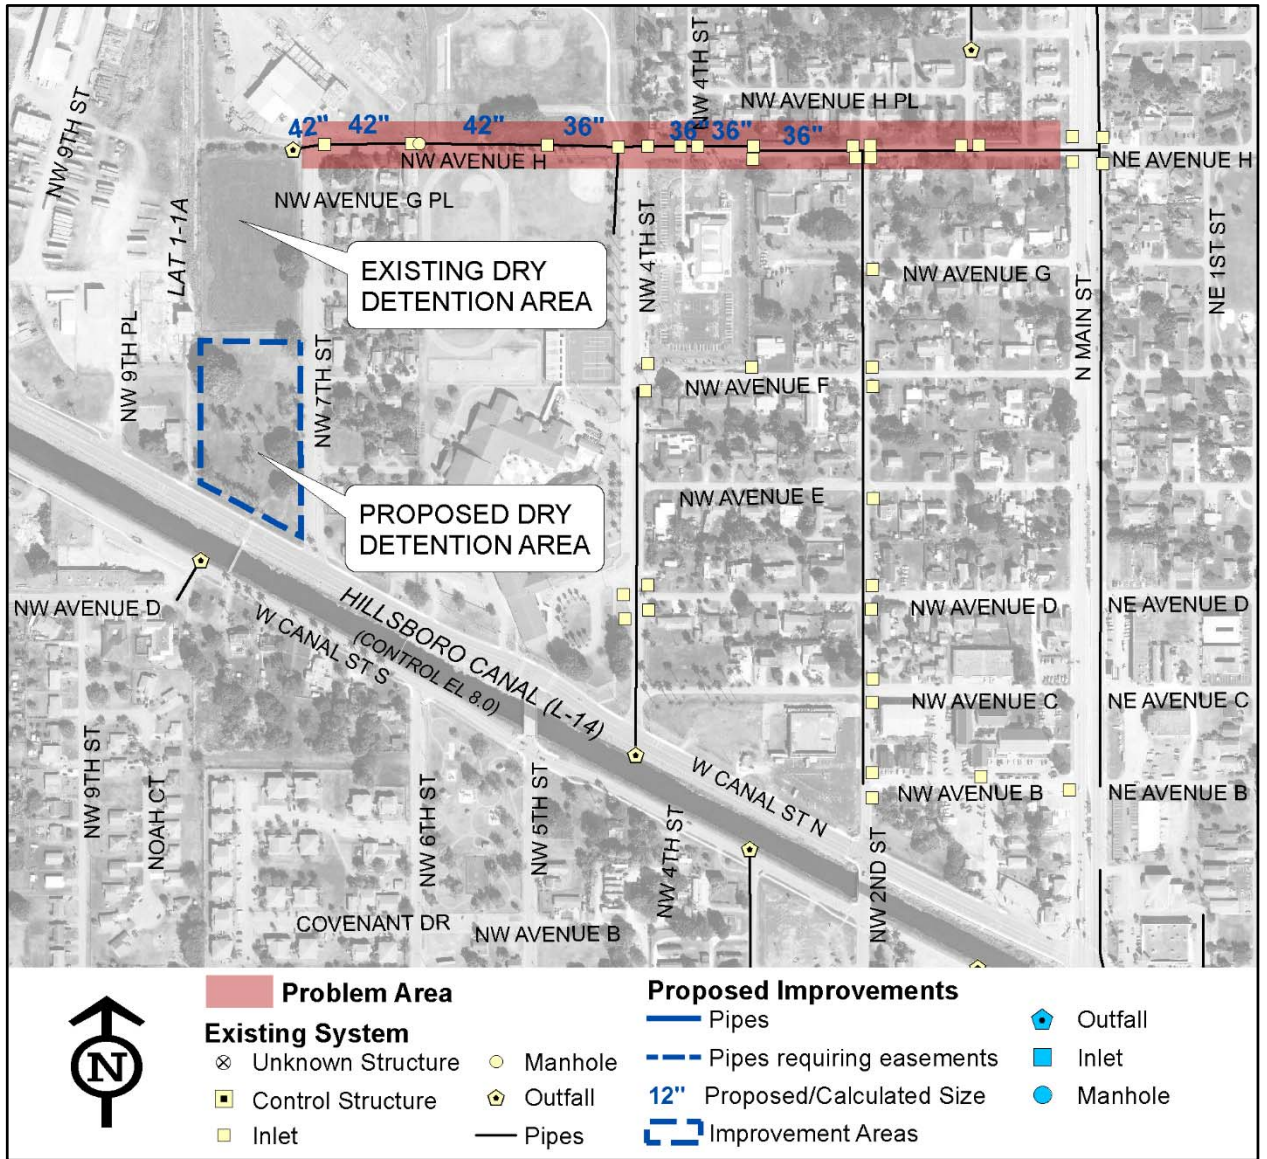 NW 4TH ST
NW 9TH ST
NW AVENUE H PL
42"
42"
42"
36"
36"
36"
36"
NW AVENUE H
NE AVENUE H
NW AVENUE G PL
LAT 1-1A
EXISTING DRY
DETENTION AREA
NW 4TH ST
NW AVENUE G
NE 1ST ST
N MAIN ST
NW 9TH PL
NW 7TH ST
NW AVENUE F
NW AVENUE E
PROPOSED DRY
DETENTION AREA
NW AVENUE D
HILLSBORO CANAL (L-14)
(CONTROL EL 8.0)
W CANAL ST S
NW AVENUE D
NE AVENUE D
NW AVENUE C
NE AVENUE C
NW 9TH ST
NOAH CT
NW 6TH ST
NW 5TH ST
W CANAL ST N
NW AVENUE B
NE AVENUE B
NW 4TH ST
NW 2ND ST
COVENANT DR
NW AVENUE B
N
Problem Area
Existing System
Unknown Structure
Manhole
Control Structure
Outfall
Inlet
Pipes
Proposed Improvements
Pipes
Outfall
Pipes requiring easements
Inlet
12" Proposed/Calculated Size
Manhole
Improvement Areas